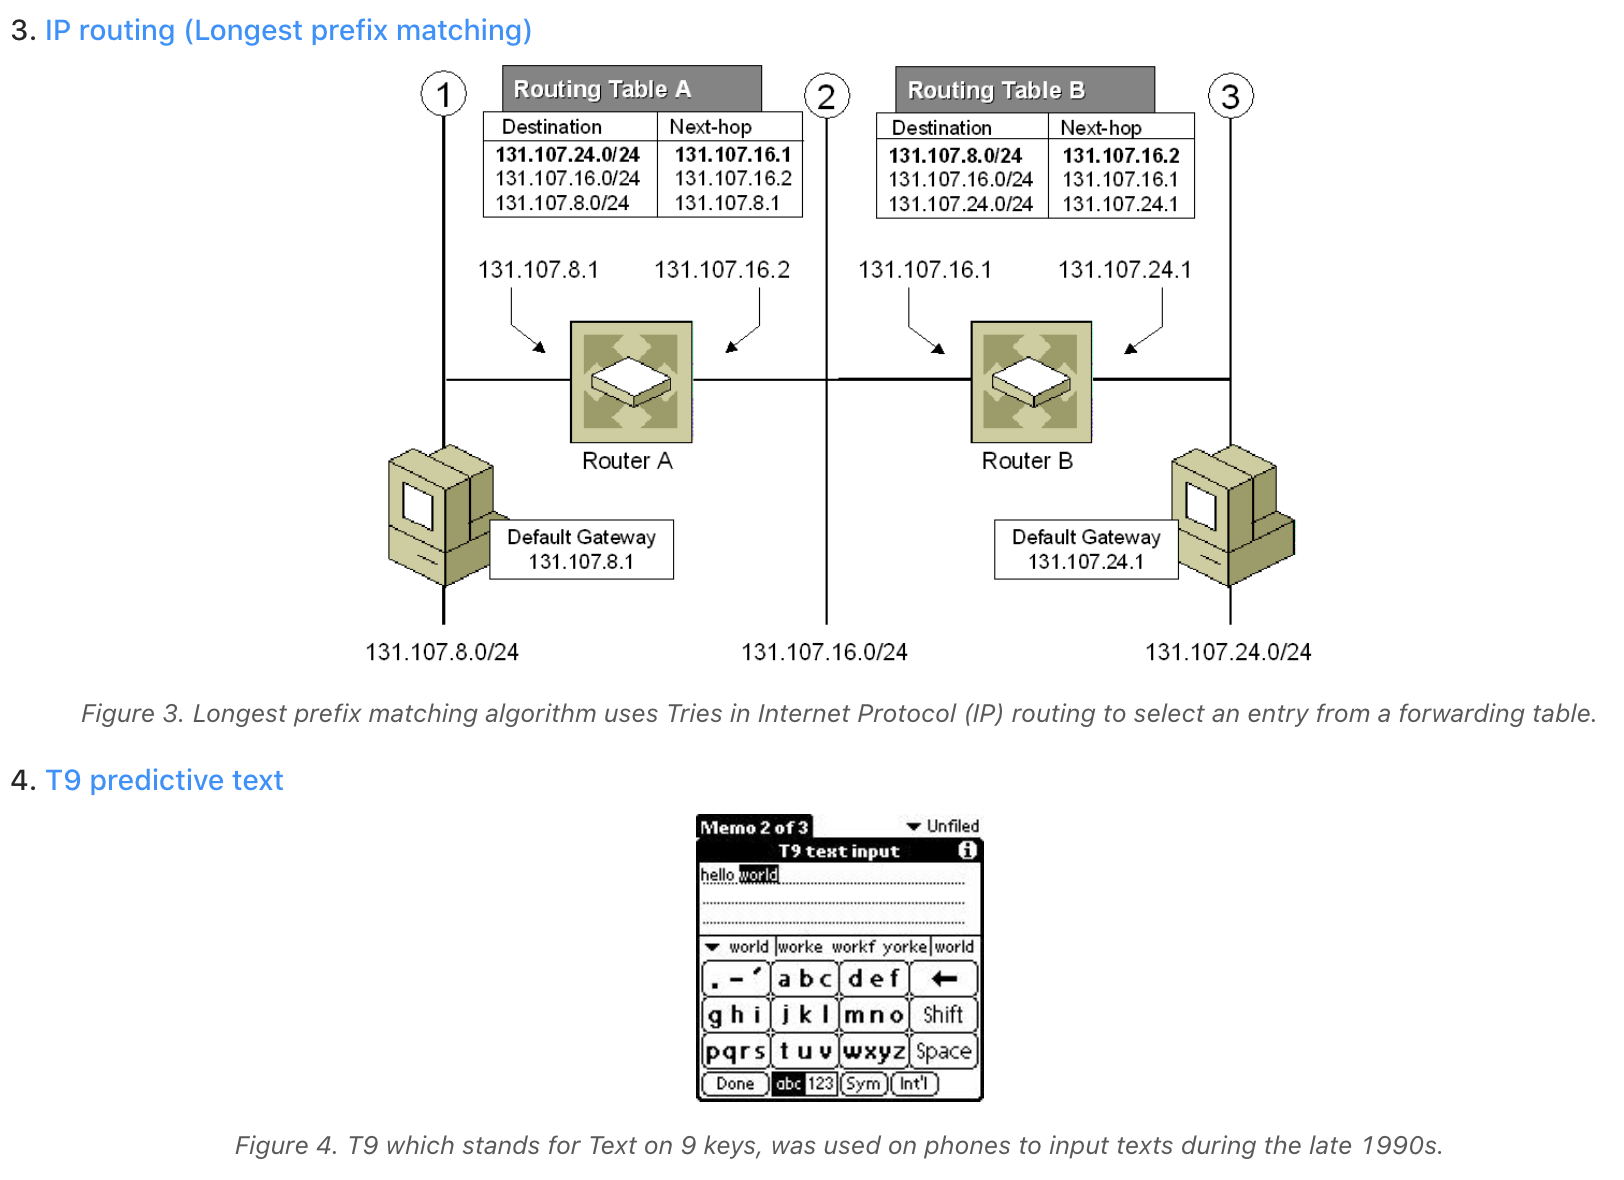 3. IP routing (Longest prefix matching)
1
Routing Table A
2
Routing Table B
3
Destination Next-hop
131.107.24.0/24 131.107.16.1
131.107.16.0/24 131.107.16.2
131.107.8.0/24 131.107.8.1
Destination Next-hop
131.107.8.0/24 131.107.16.2
131.107.16.0/24 131.107.16.1
131.107.24.0/24 131.107.24.1
131.107.8.1 131.107.16.2 131.107.16.1 131.107.24.1
Router A Router B
Default Gateway
131.107.8.1
Default Gateway
131.107.24.1
131.107.8.0/24 131.107.16.0/24 131.107.24.0/24
Figure 3. Longest prefix matching algorithm uses Tries in Internet Protocol (IP) routing to select an entry from a forwarding table.
4. T9 predictive text
Memo 2 of 3 Unfiled
T9 text input i
hello world
world worke workf yorke world
. - ' a b c d e f
g h i j k l m n o Shift
p q r s t u v w x y z Space
Done abc 123 Sym Int'l
Figure 4. T9 which stands for Text on 9 keys, was used on phones to input texts during the late 1990s.